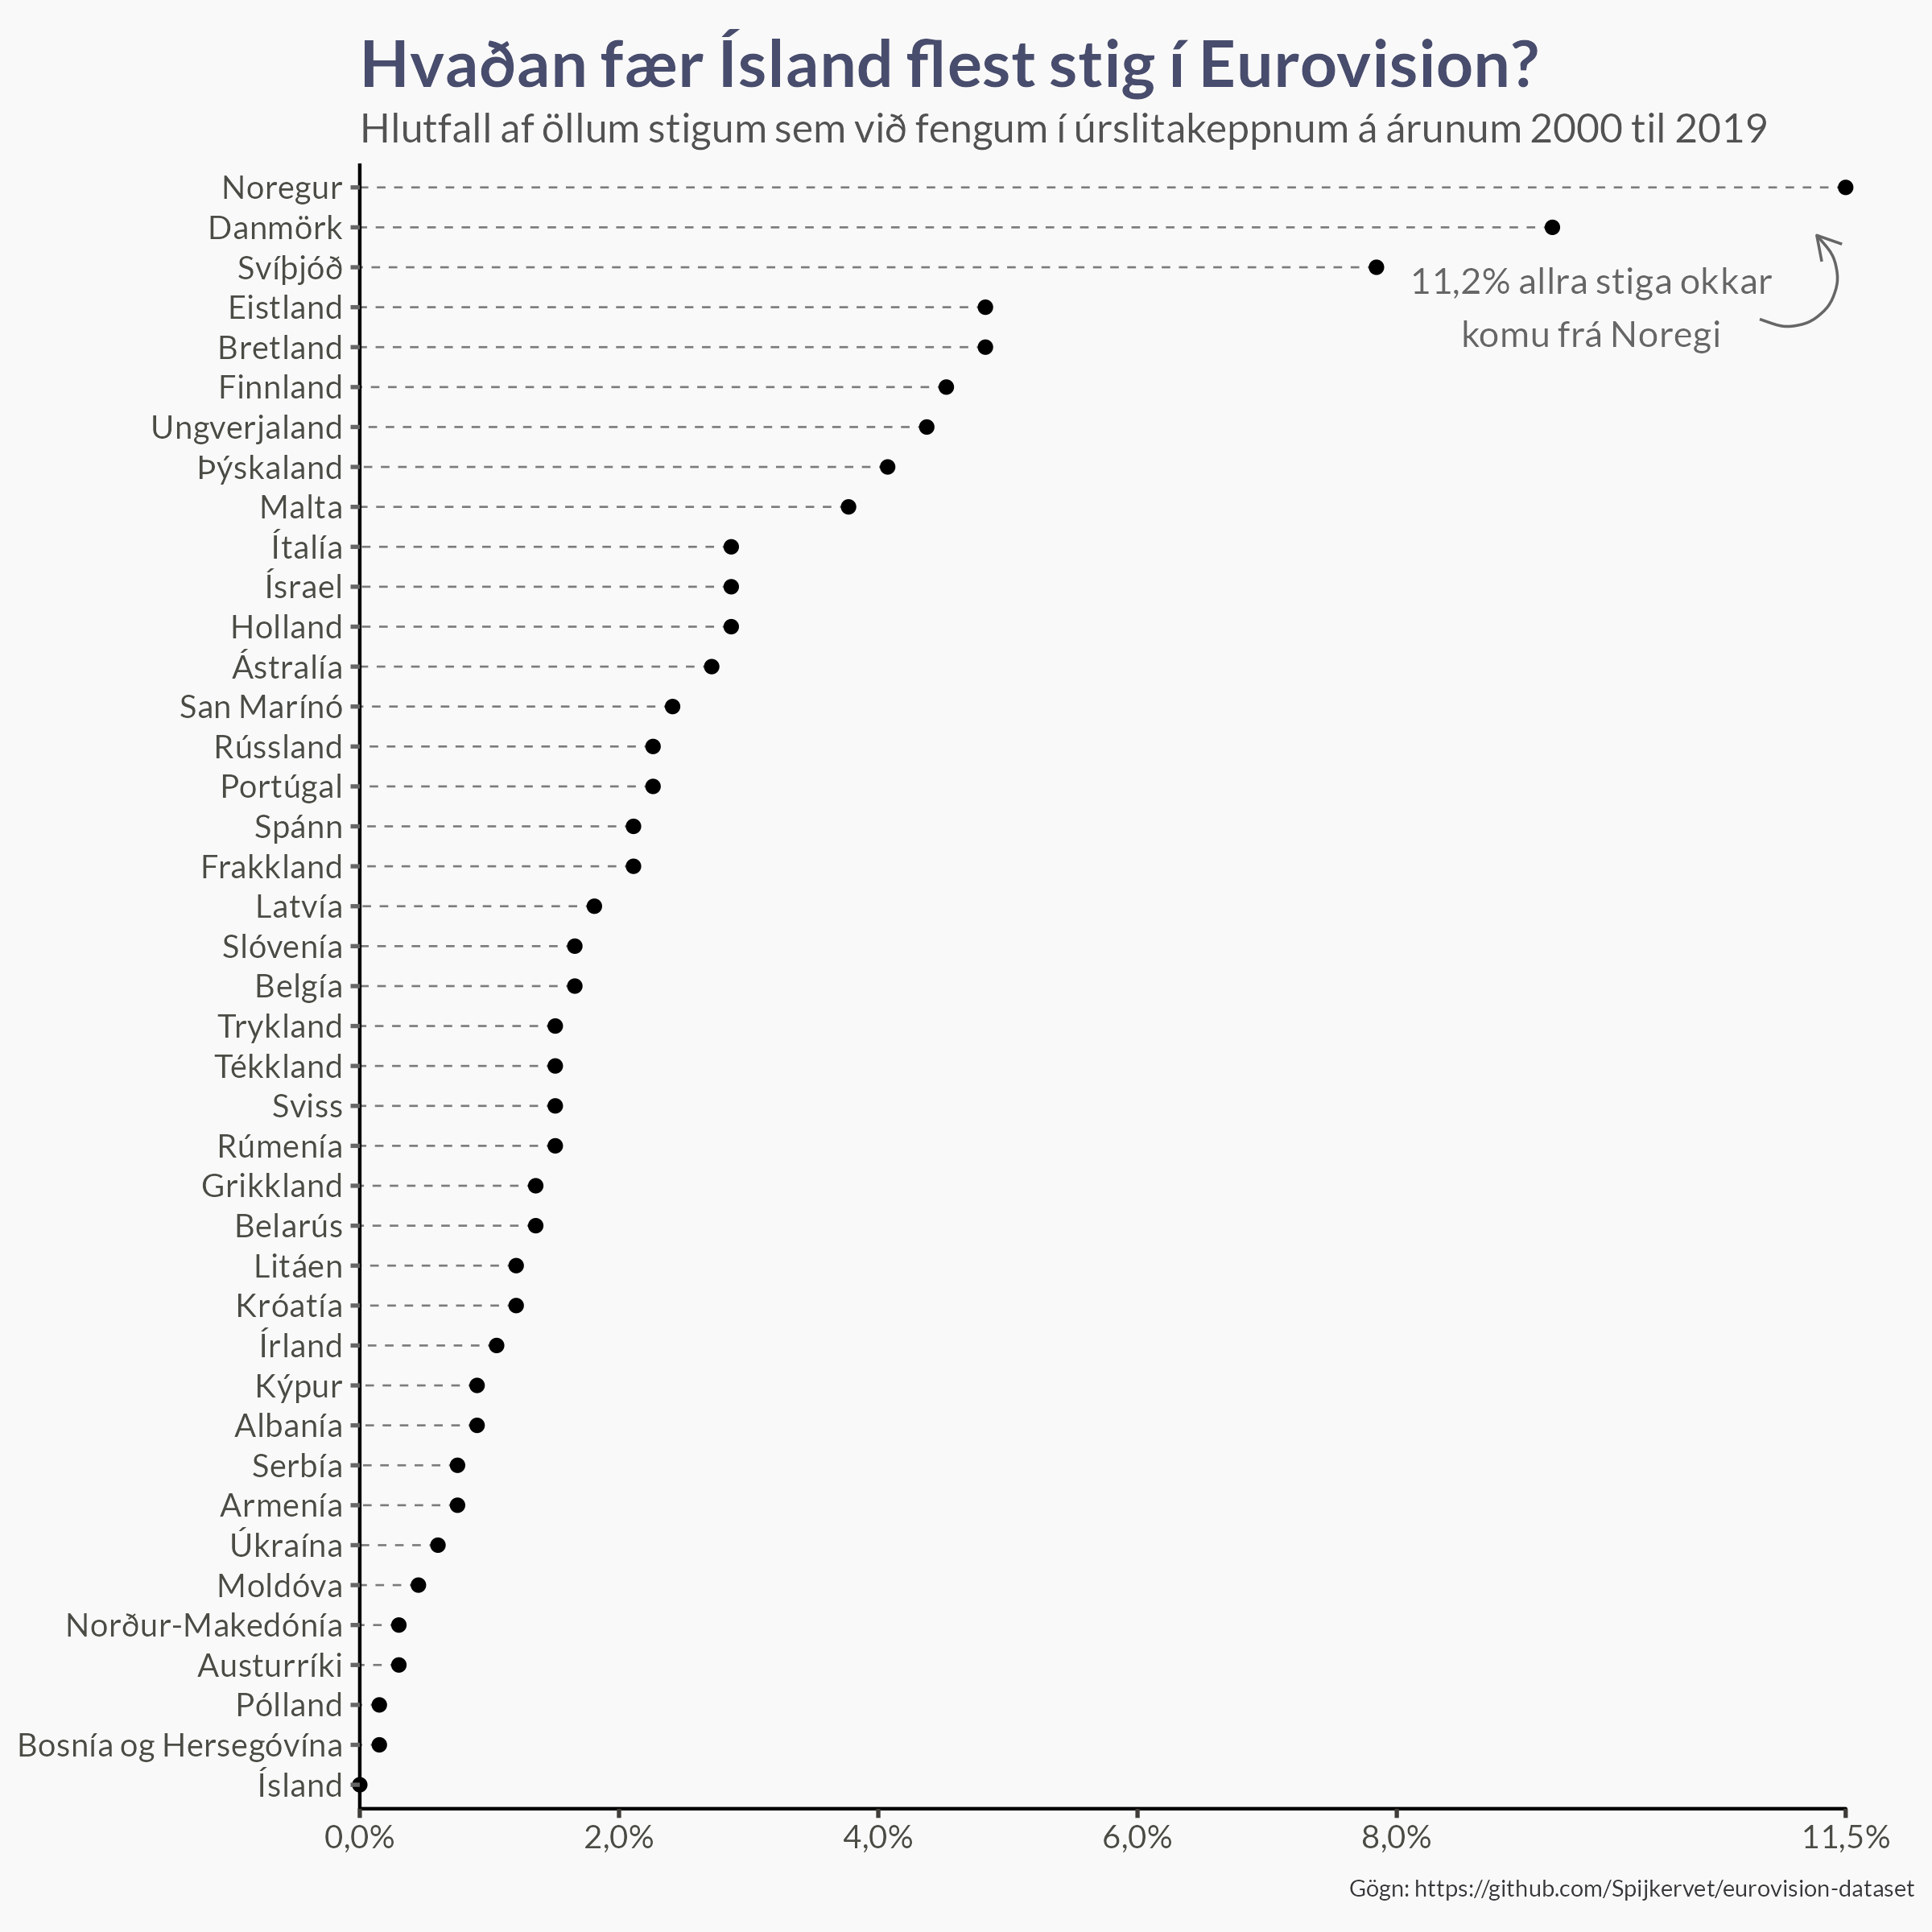 Hvaðan fær Ísland flest stig í Eurovision?
Hlutfall af öllum stigum sem við fengum í úrslitakeppnum á árunum 2000 til 2019
Noregur
Danmörk
Svíþjóð
Eistland
Bretland
Finnland
Ungverjaland
Þýskaland
Malta
Ítalía
Ísrael
Holland
Ástralía
San Marínó
Rússland
Portúgal
Spánn
Frakkland
Latvía
Slóvenía
Belgía
Trykland
Tékkland
Sviss
Rúmenía
Grikkland
Belarús
Litáen
Króatía
Írland
Kýpur
Albanía
Serbía
Armenía
Úkraína
Moldóva
Norður-Makedónía
Austurríki
Pólland
Bosnía og Hersegóvína
Ísland
11,2% allra stiga okkar
komu frá Noregi
0,0%
2,0%
4,0%
6,0%
8,0%
11,5%
Gögn: https://github.com/Spijkervet/eurovision-dataset